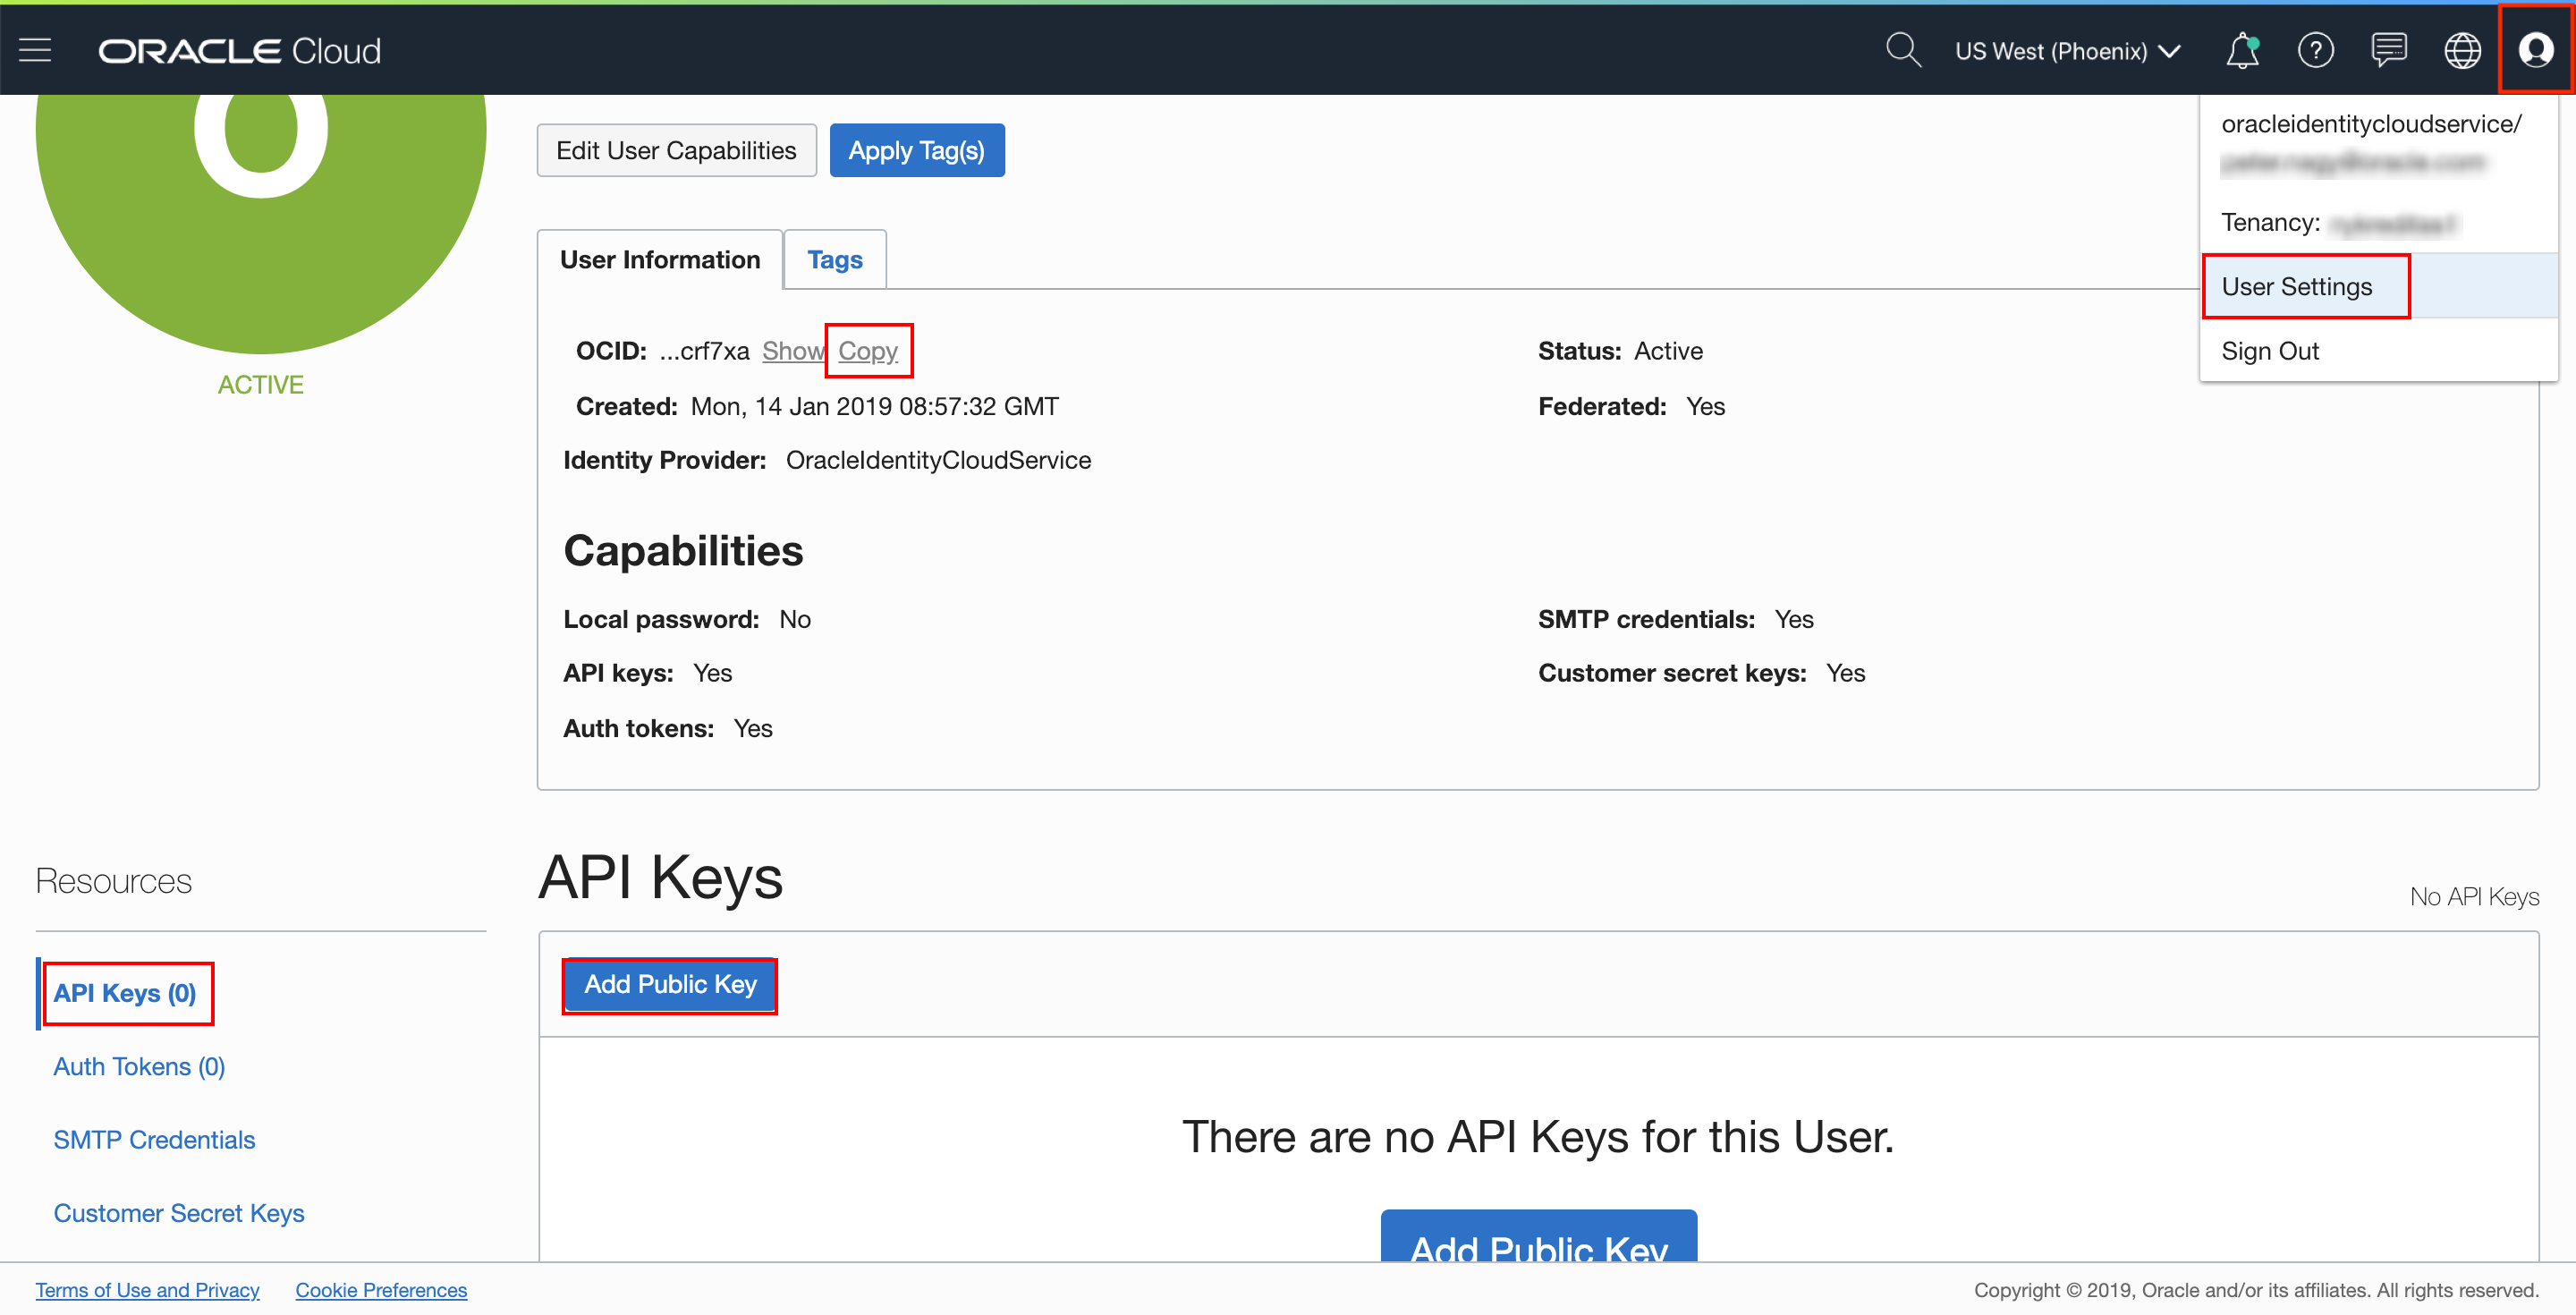 ORACLE Cloud
US West (Phoenix)
oracleidentitycloudservice/
Tenancy:
User Settings
Sign Out
O
ACTIVE
Edit User Capabilities
Apply Tag(s)
User Information
Tags
OCID: ...crf7xa Show Copy
Status: Active
Created: Mon, 14 Jan 2019 08:57:32 GMT
Federated: Yes
Identity Provider: OracleIdentityCloudService
Capabilities
Local password: No
SMTP credentials: Yes
API keys: Yes
Customer secret keys: Yes
Auth tokens: Yes
Resources
API Keys (0)
Auth Tokens (0)
SMTP Credentials
Customer Secret Keys
API Keys
No API Keys
Add Public Key
There are no API Keys for this User.
Add Public Key
Terms of Use and Privacy
Cookie Preferences
Copyright © 2019, Oracle and/or its affiliates. All rights reserved.